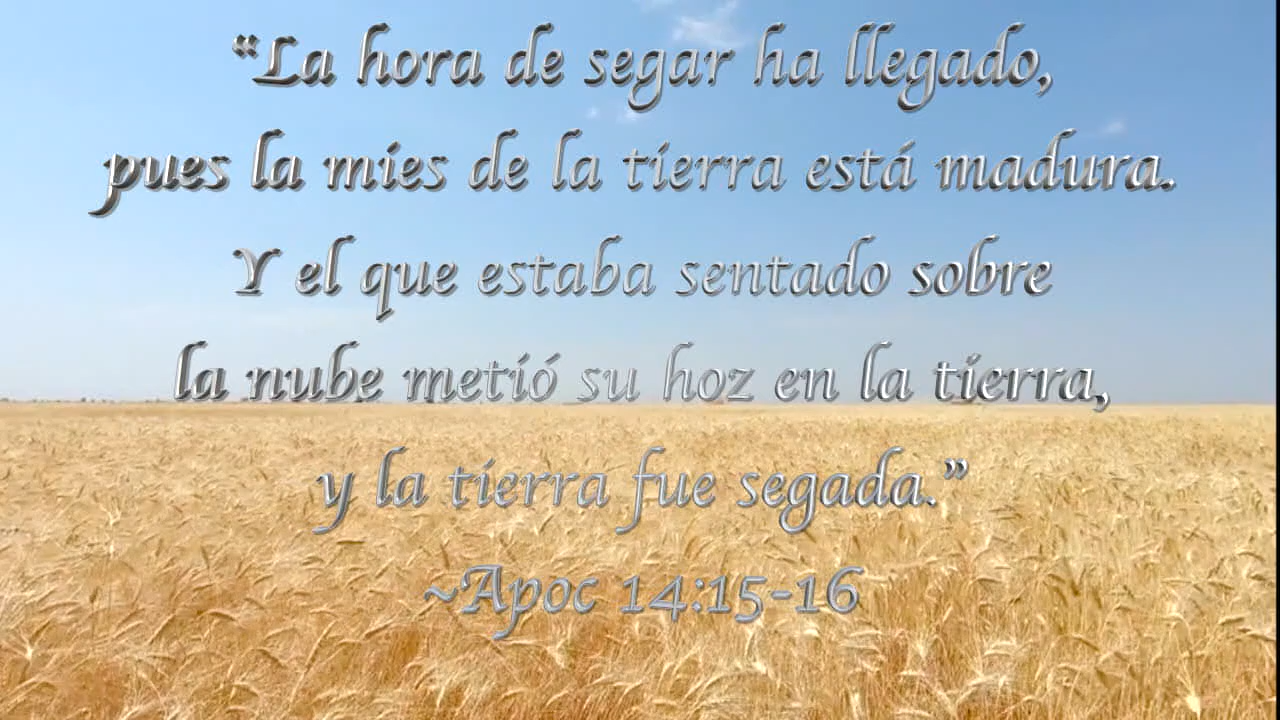 “La hora de segar ha llegado,
pues la mies de la tierra está madura.
Y el que estaba sentado sobre
la nube metió su hoz en la tierra,
y la tierra fue segada.”
~Apoc 14:15-16